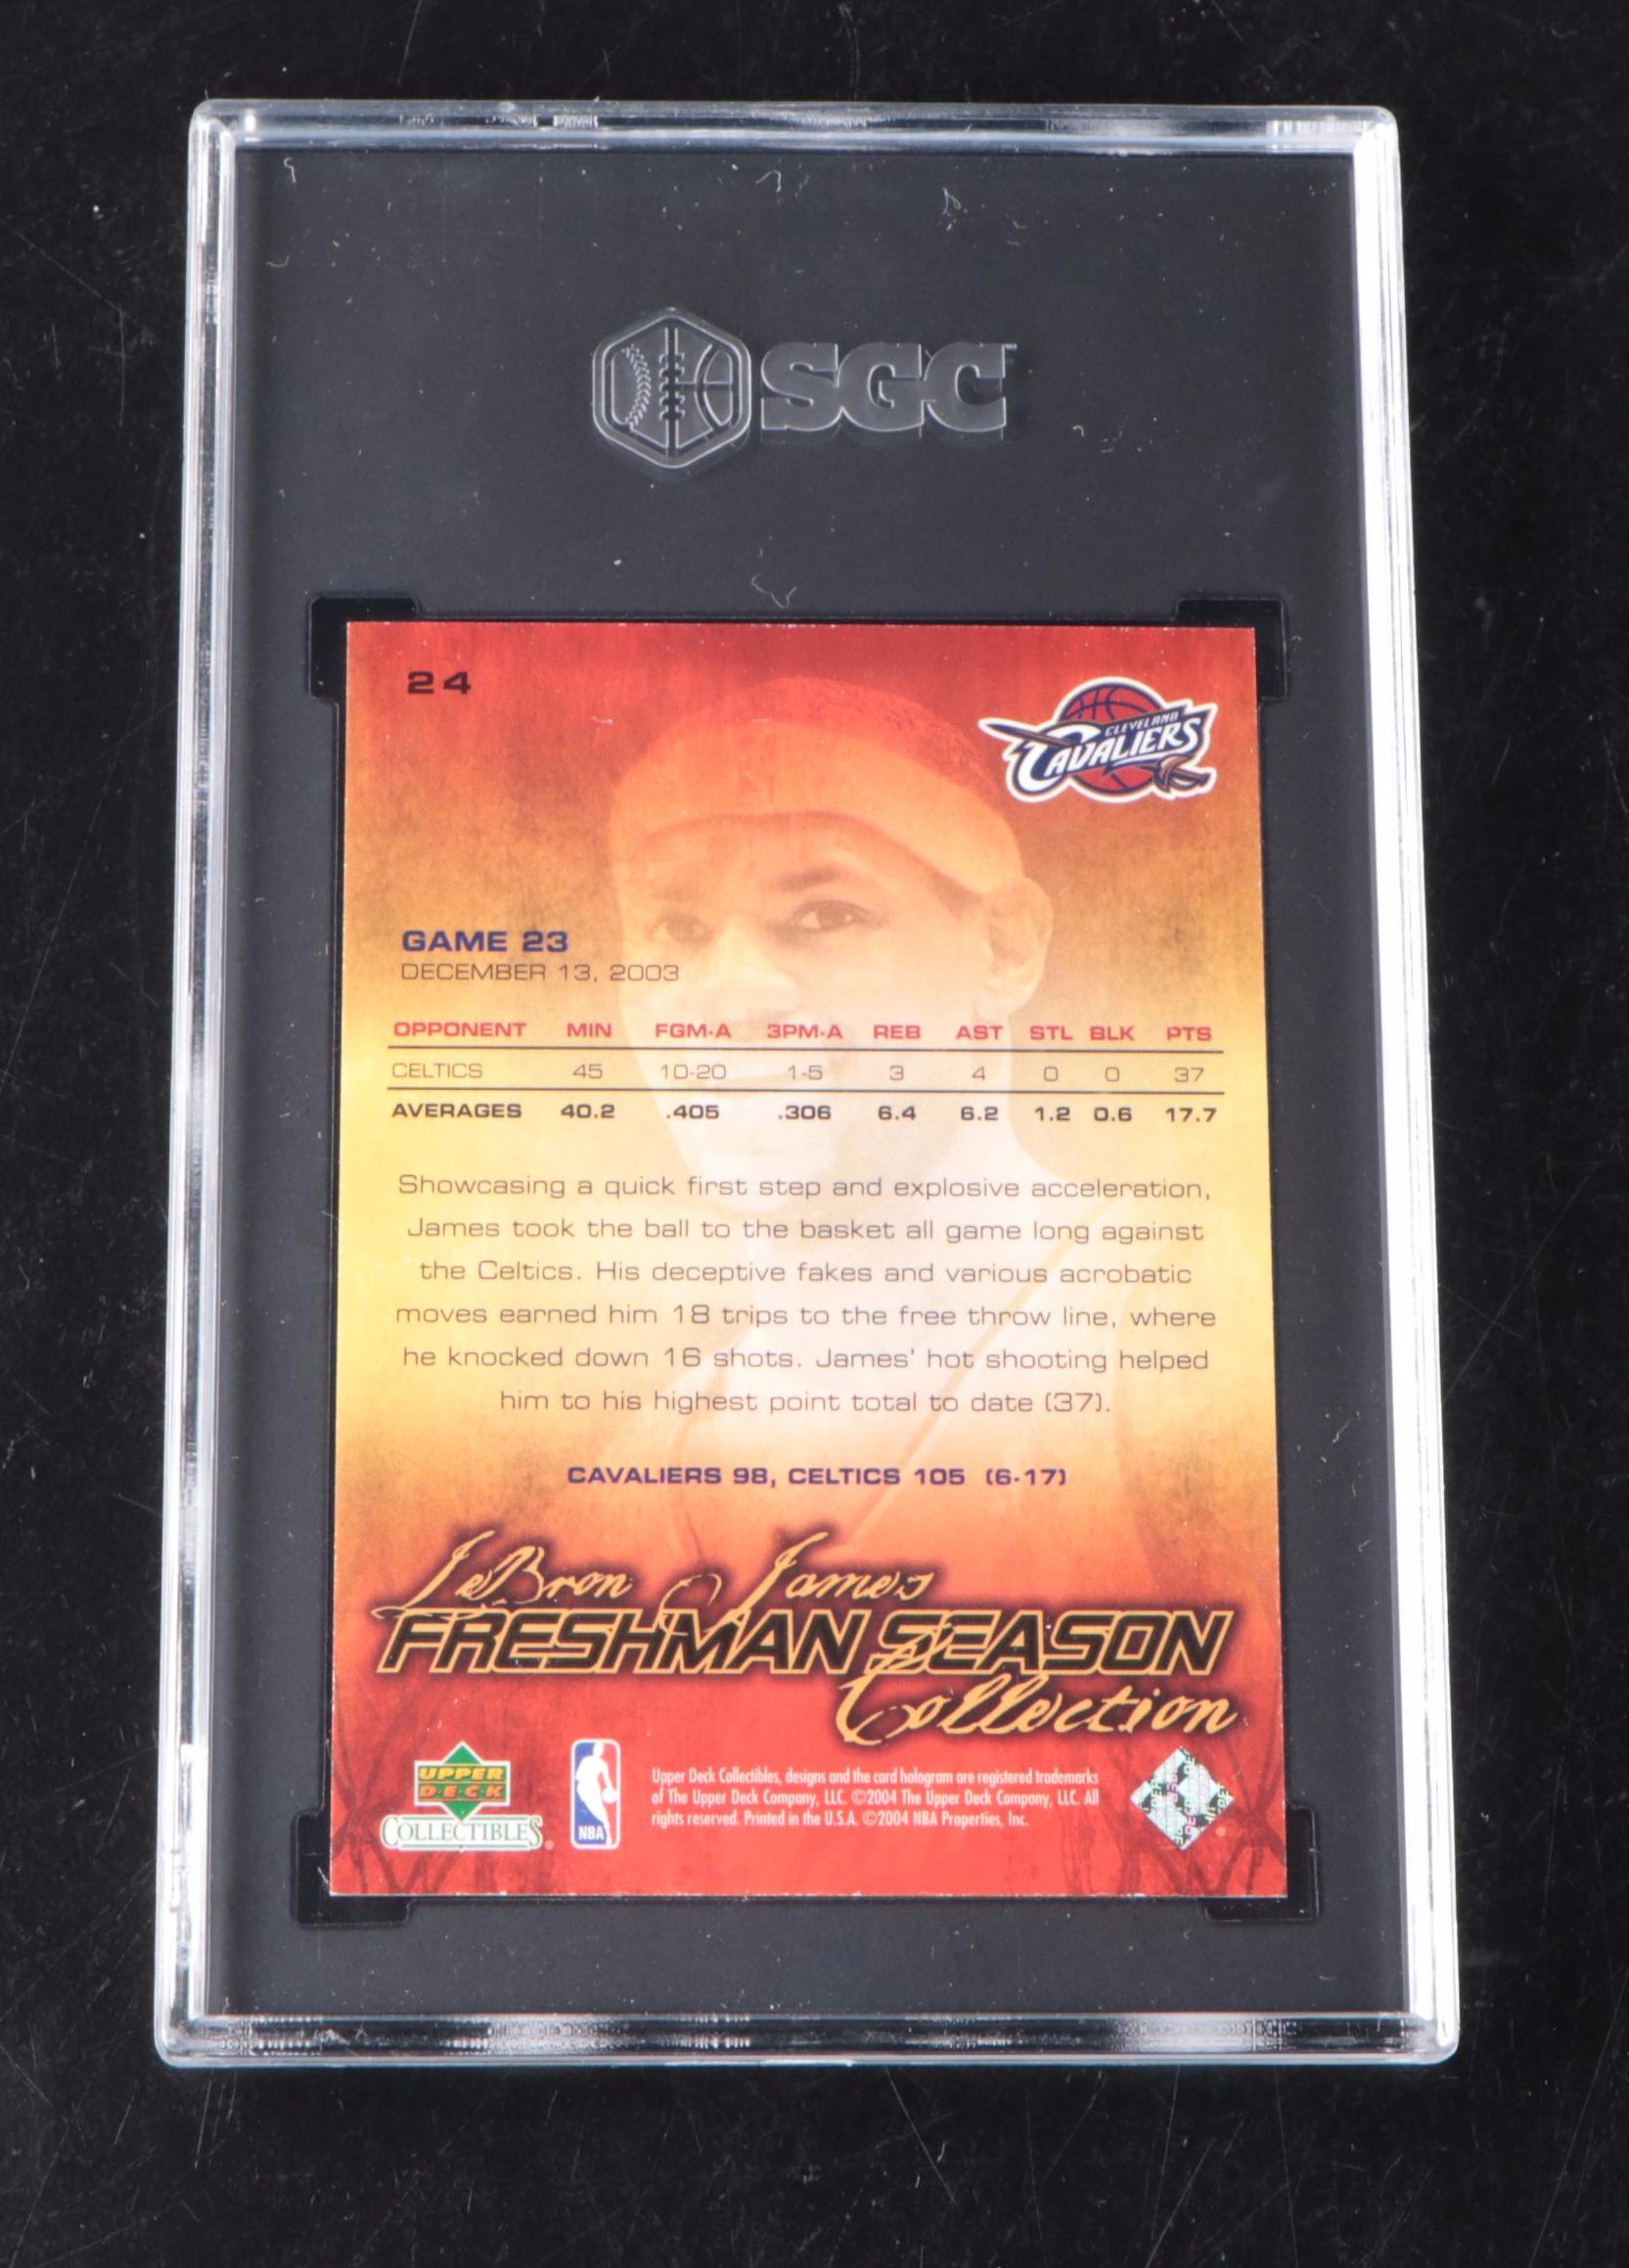 SGC
24
CLEVELAND
CAVALIERS
GAME 23
DECEMBER 13, 2003
OPPONENT MIN FGM-A 3PM-A REB AST STL BLK PTS
CELTICS 45 10-20 1-5 3 4 0 0 37
AVERAGES 40.2 .405 .306 6.4 6.2 1.2 0.6 17.7
Showcasing a quick first step and explosive acceleration,
James took the ball to the basket all game long against
the Celtics. His deceptive fakes and various acrobatic
moves earned him 18 trips to the free throw line, where
he knocked down 16 shots. James' hot shooting helped
him to his highest point total to date (37).
CAVALIERS 98, CELTICS 105 (6-17)
LeBron James
FRESHMAN SEASON
Collection
UPPER
DECK
COLLECTIBLES
NBA
Upper Deck Collectibles, designs and the card hologram are registered trademarks
of The Upper Deck Company, LLC. ©2004 The Upper Deck Company, LLC. All
rights reserved. Printed in the U.S.A. ©2004 NBA Properties, Inc.